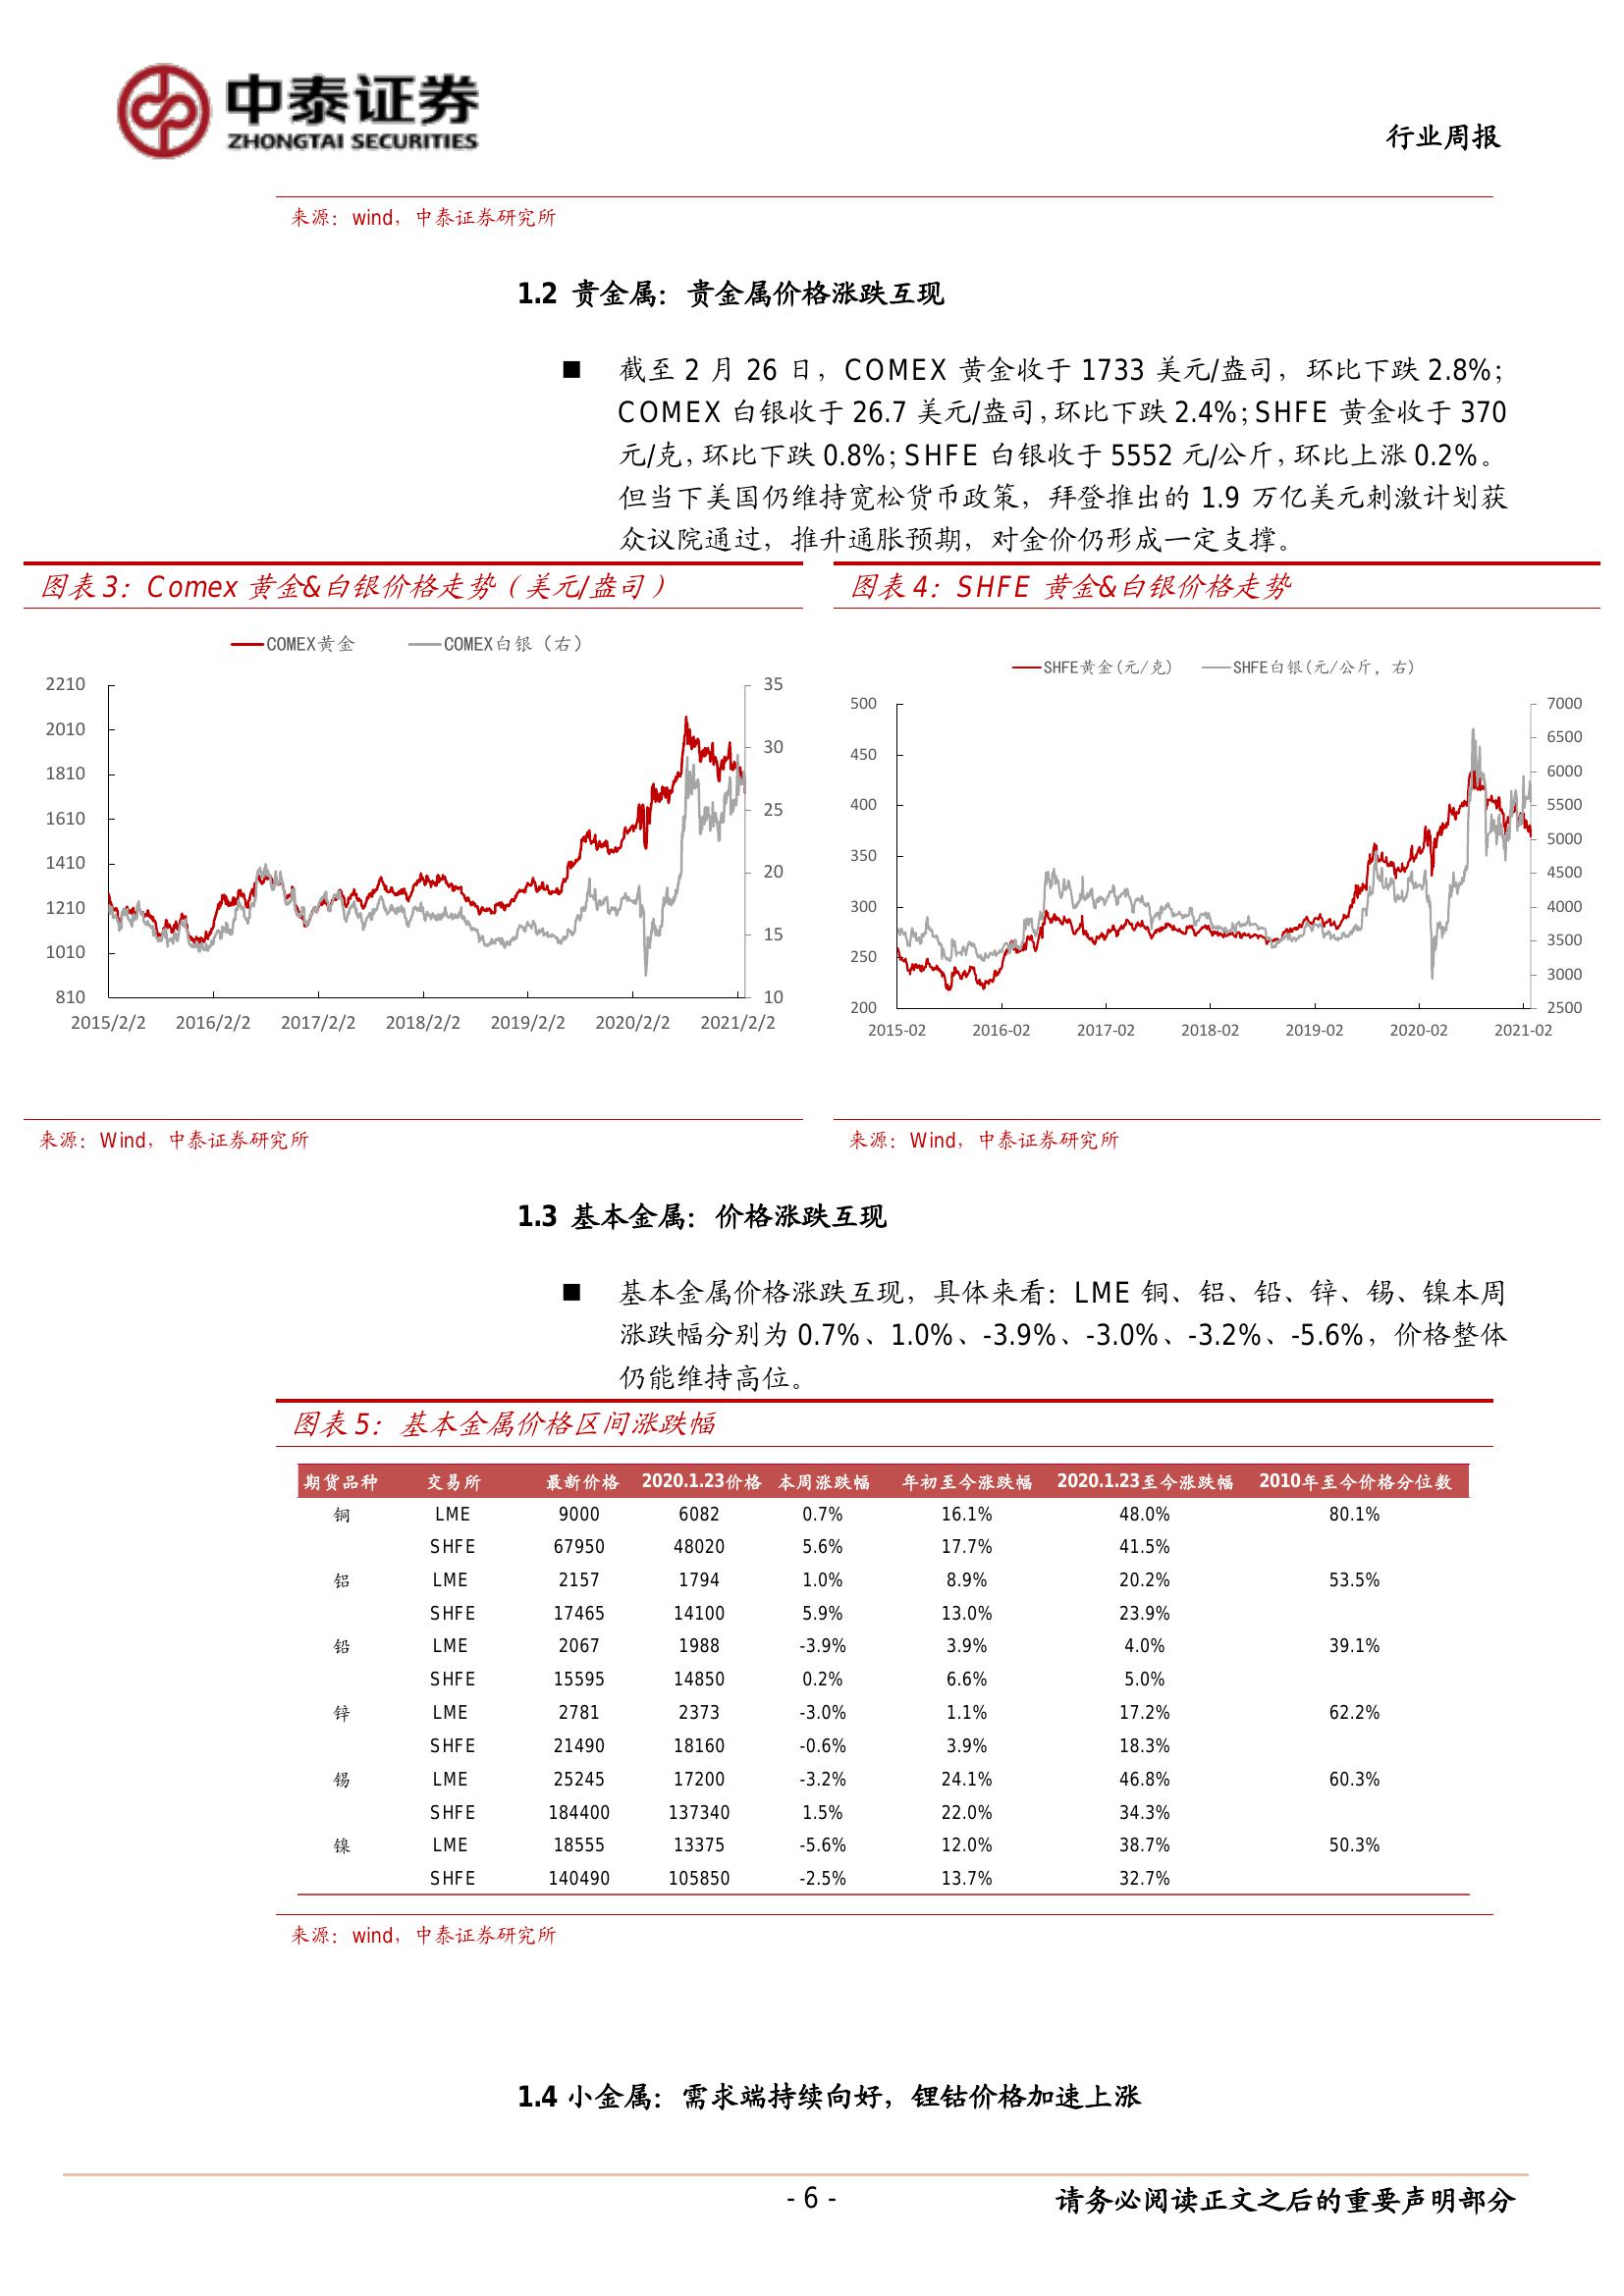 中泰证券
ZHONGTAI SECURITIES
行业周报
来源：wind，中泰证券研究所
1.2 贵金属：贵金属价格涨跌互现
■ 截至 2 月 26 日，COMEX 黄金收于 1733 美元/盎司，环比下跌 2.8%；
COMEX 白银收于 26.7 美元/盎司，环比下跌 2.4%；SHFE 黄金收于 370
元/克，环比下跌 0.8%；SHFE 白银收于 5552 元/公斤，环比上涨 0.2%。
但当下美国仍维持宽松货币政策，拜登推出的 1.9 万亿美元刺激计划获
众议院通过，推升通胀预期，对金价仍形成一定支撑。
图表 3：Comex 黄金&白银价格走势（美元/盎司）
COMEX黄金 COMEX白银（右）
2210
2010
1810
1610
1410
1210
1010
810
35
30
25
20
15
10
2015/2/2 2016/2/2 2017/2/2 2018/2/2 2019/2/2 2020/2/2 2021/2/2
来源：Wind，中泰证券研究所
图表 4：SHFE 黄金&白银价格走势
SHFE黄金(元/克) SHFE白银(元/公斤，右)
500
450
400
350
300
250
200
7000
6500
6000
5500
5000
4500
4000
3500
3000
2500
2015-02 2016-02 2017-02 2018-02 2019-02 2020-02 2021-02
来源：Wind，中泰证券研究所
1.3 基本金属：价格涨跌互现
■ 基本金属价格涨跌互现，具体来看：LME 铜、铝、铅、锌、锡、镍本周
涨跌幅分别为 0.7%、1.0%、-3.9%、-3.0%、-3.2%、-5.6%，价格整体
仍能维持高位。
图表 5：基本金属价格区间涨跌幅
期货品种 交易所 最新价格 2020.1.23价格 本周涨跌幅 年初至今涨跌幅 2020.1.23至今涨跌幅 2010年至今价格分位数
铜 LME 9000 6082 0.7% 16.1% 48.0% 80.1%
SHFE 67950 48020 5.6% 17.7% 41.5%
铝 LME 2157 1794 1.0% 8.9% 20.2% 53.5%
SHFE 17465 14100 5.9% 13.0% 23.9%
铅 LME 2067 1988 -3.9% 3.9% 4.0% 39.1%
SHFE 15595 14850 0.2% 6.6% 5.0%
锌 LME 2781 2373 -3.0% 1.1% 17.2% 62.2%
SHFE 21490 18160 -0.6% 3.9% 18.3%
锡 LME 25245 17200 -3.2% 24.1% 46.8% 60.3%
SHFE 184400 137340 1.5% 22.0% 34.3%
镍 LME 18555 13375 -5.6% 12.0% 38.7% 50.3%
SHFE 140490 105850 -2.5% 13.7% 32.7%
来源：wind，中泰证券研究所
1.4 小金属：需求端持续向好，锂钴价格加速上涨
- 6 -
请务必阅读正文之后的重要声明部分